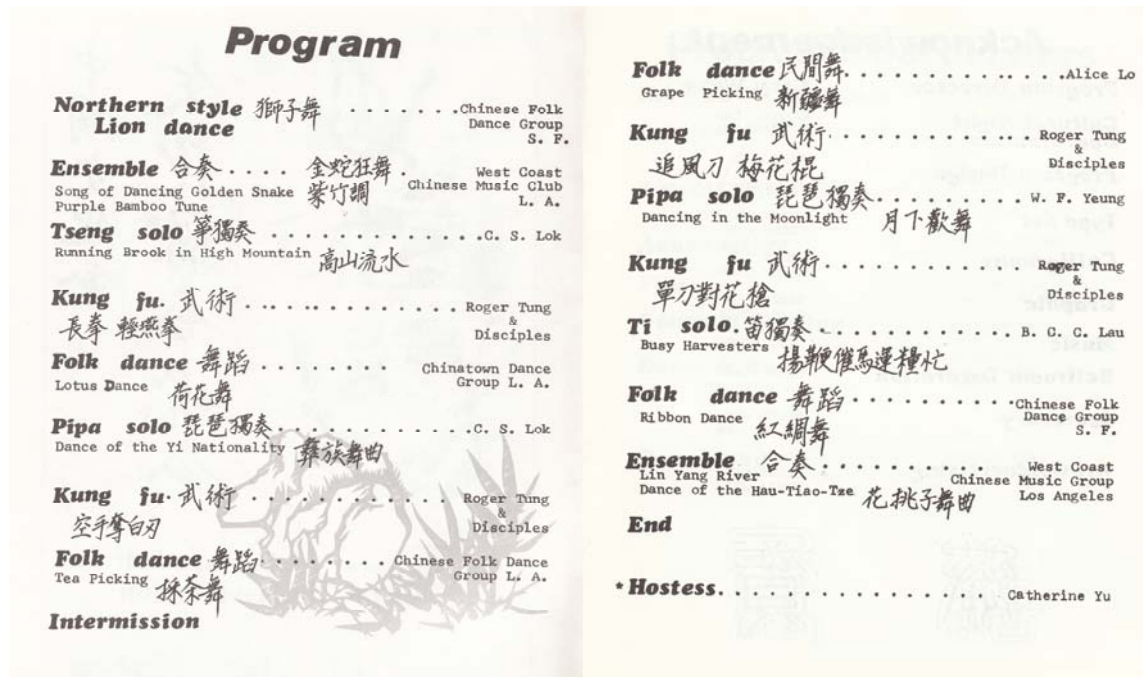 Program
Northern style 獅子舞 . . . . . . . . .Chinese Folk
Lion dance Dance Group
S. F.
Ensemble 合奏. . . . 金蛇狂舞. West Coast
Song of Dancing Golden Snake 紫竹調 Chinese Music Club
Purple Bamboo Tune L. A.
Tseng solo 箏獨奏 . . . . . . . . . . . . . .C. S. Lok
Running Brook in High Mountain 高山流水
Kung fu. 武術. . . . . . . . . . . . . . Roger Tung
長拳 輕燕拳 &
Disciples
Folk dance 舞蹈. . . . . . . . Chinatown Dance
Lotus Dance 荷花舞 Group L. A.
Pipa solo 琵琶獨奏. . . . . . . . . . . . .C. S. Lok
Dance of the Yi Nationality 彝族舞曲
Kung fu. 武術 . . . . . . . . . . . . . Roger Tung
空手奪白刃 &
Disciples
Folk dance 舞蹈. . . . . . . . Chinese Folk Dance
Tea Picking 採茶舞 Group L. A.
Intermission
Folk dance 民間舞. . . . . . . . . . . . . . .Alice Lo
Grape Picking 新疆舞
Kung fu 武術. . . . . . . . . . . . . Roger Tung
追風刀 梅花棍 &
Disciples
Pipa solo 琵琶獨奏. . . . . . . . . . W. F. Yeung
Dancing in the Moonlight 月下歡舞
Kung fu 武術. . . . . . . . . . . . . Roger Tung
單刀對花槍 &
Disciples
Ti solo. 笛獨奏 . . . . . . . . . . . . B. C. C. Lau
Busy Harvesters 揚鞭催馬運糧忙
Folk dance 舞蹈. . . . . . . . . . .Chinese Folk
Ribbon Dance 紅綢舞 Dance Group
S. F.
Ensemble 合奏. . . . . . . . . . . West Coast
Lin Yang River Chinese Music Group
Dance of the Hau-Tiao-Tze 花挑子舞曲 Los Angeles
End
* Hostess. . . . . . . . . . . . . . . . . Catherine Yu